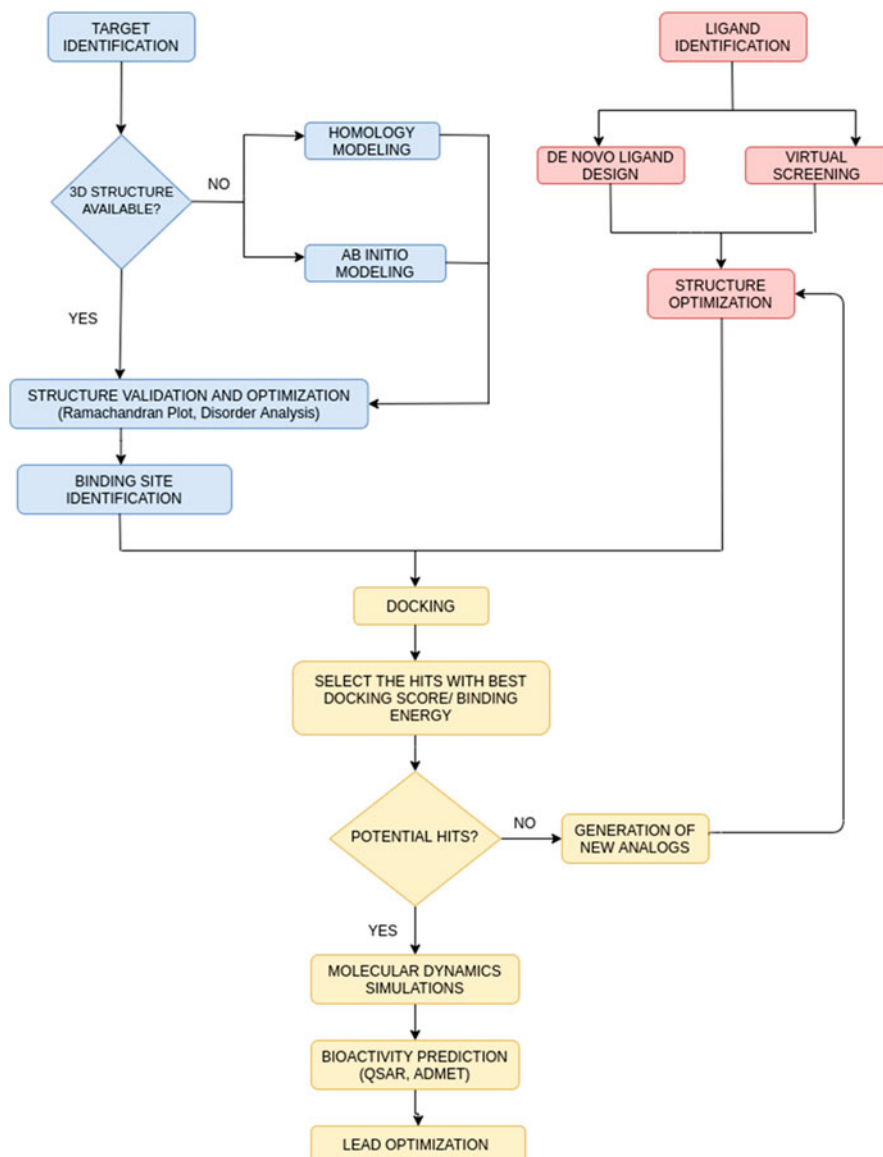 TARGET
IDENTIFICATION
LIGAND
IDENTIFICATION
HOMOLOGY
MODELING
3D STRUCTURE
AVAILABLE?
NO
AB INITIO
MODELING
YES
DE NOVO LIGAND
DESIGN
VIRTUAL
SCREENING
STRUCTURE
OPTIMIZATION
STRUCTURE VALIDATION AND OPTIMIZATION
(Ramachandran Plot, Disorder Analysis)
BINDING SITE
IDENTIFICATION
DOCKING
SELECT THE HITS WITH BEST
DOCKING SCORE/ BINDING
ENERGY
POTENTIAL HITS?
NO
GENERATION OF
NEW ANALOGS
YES
MOLECULAR DYNAMICS
SIMULATIONS
BIOACTIVITY PREDICTION
(QSAR, ADMET)
LEAD OPTIMIZATION